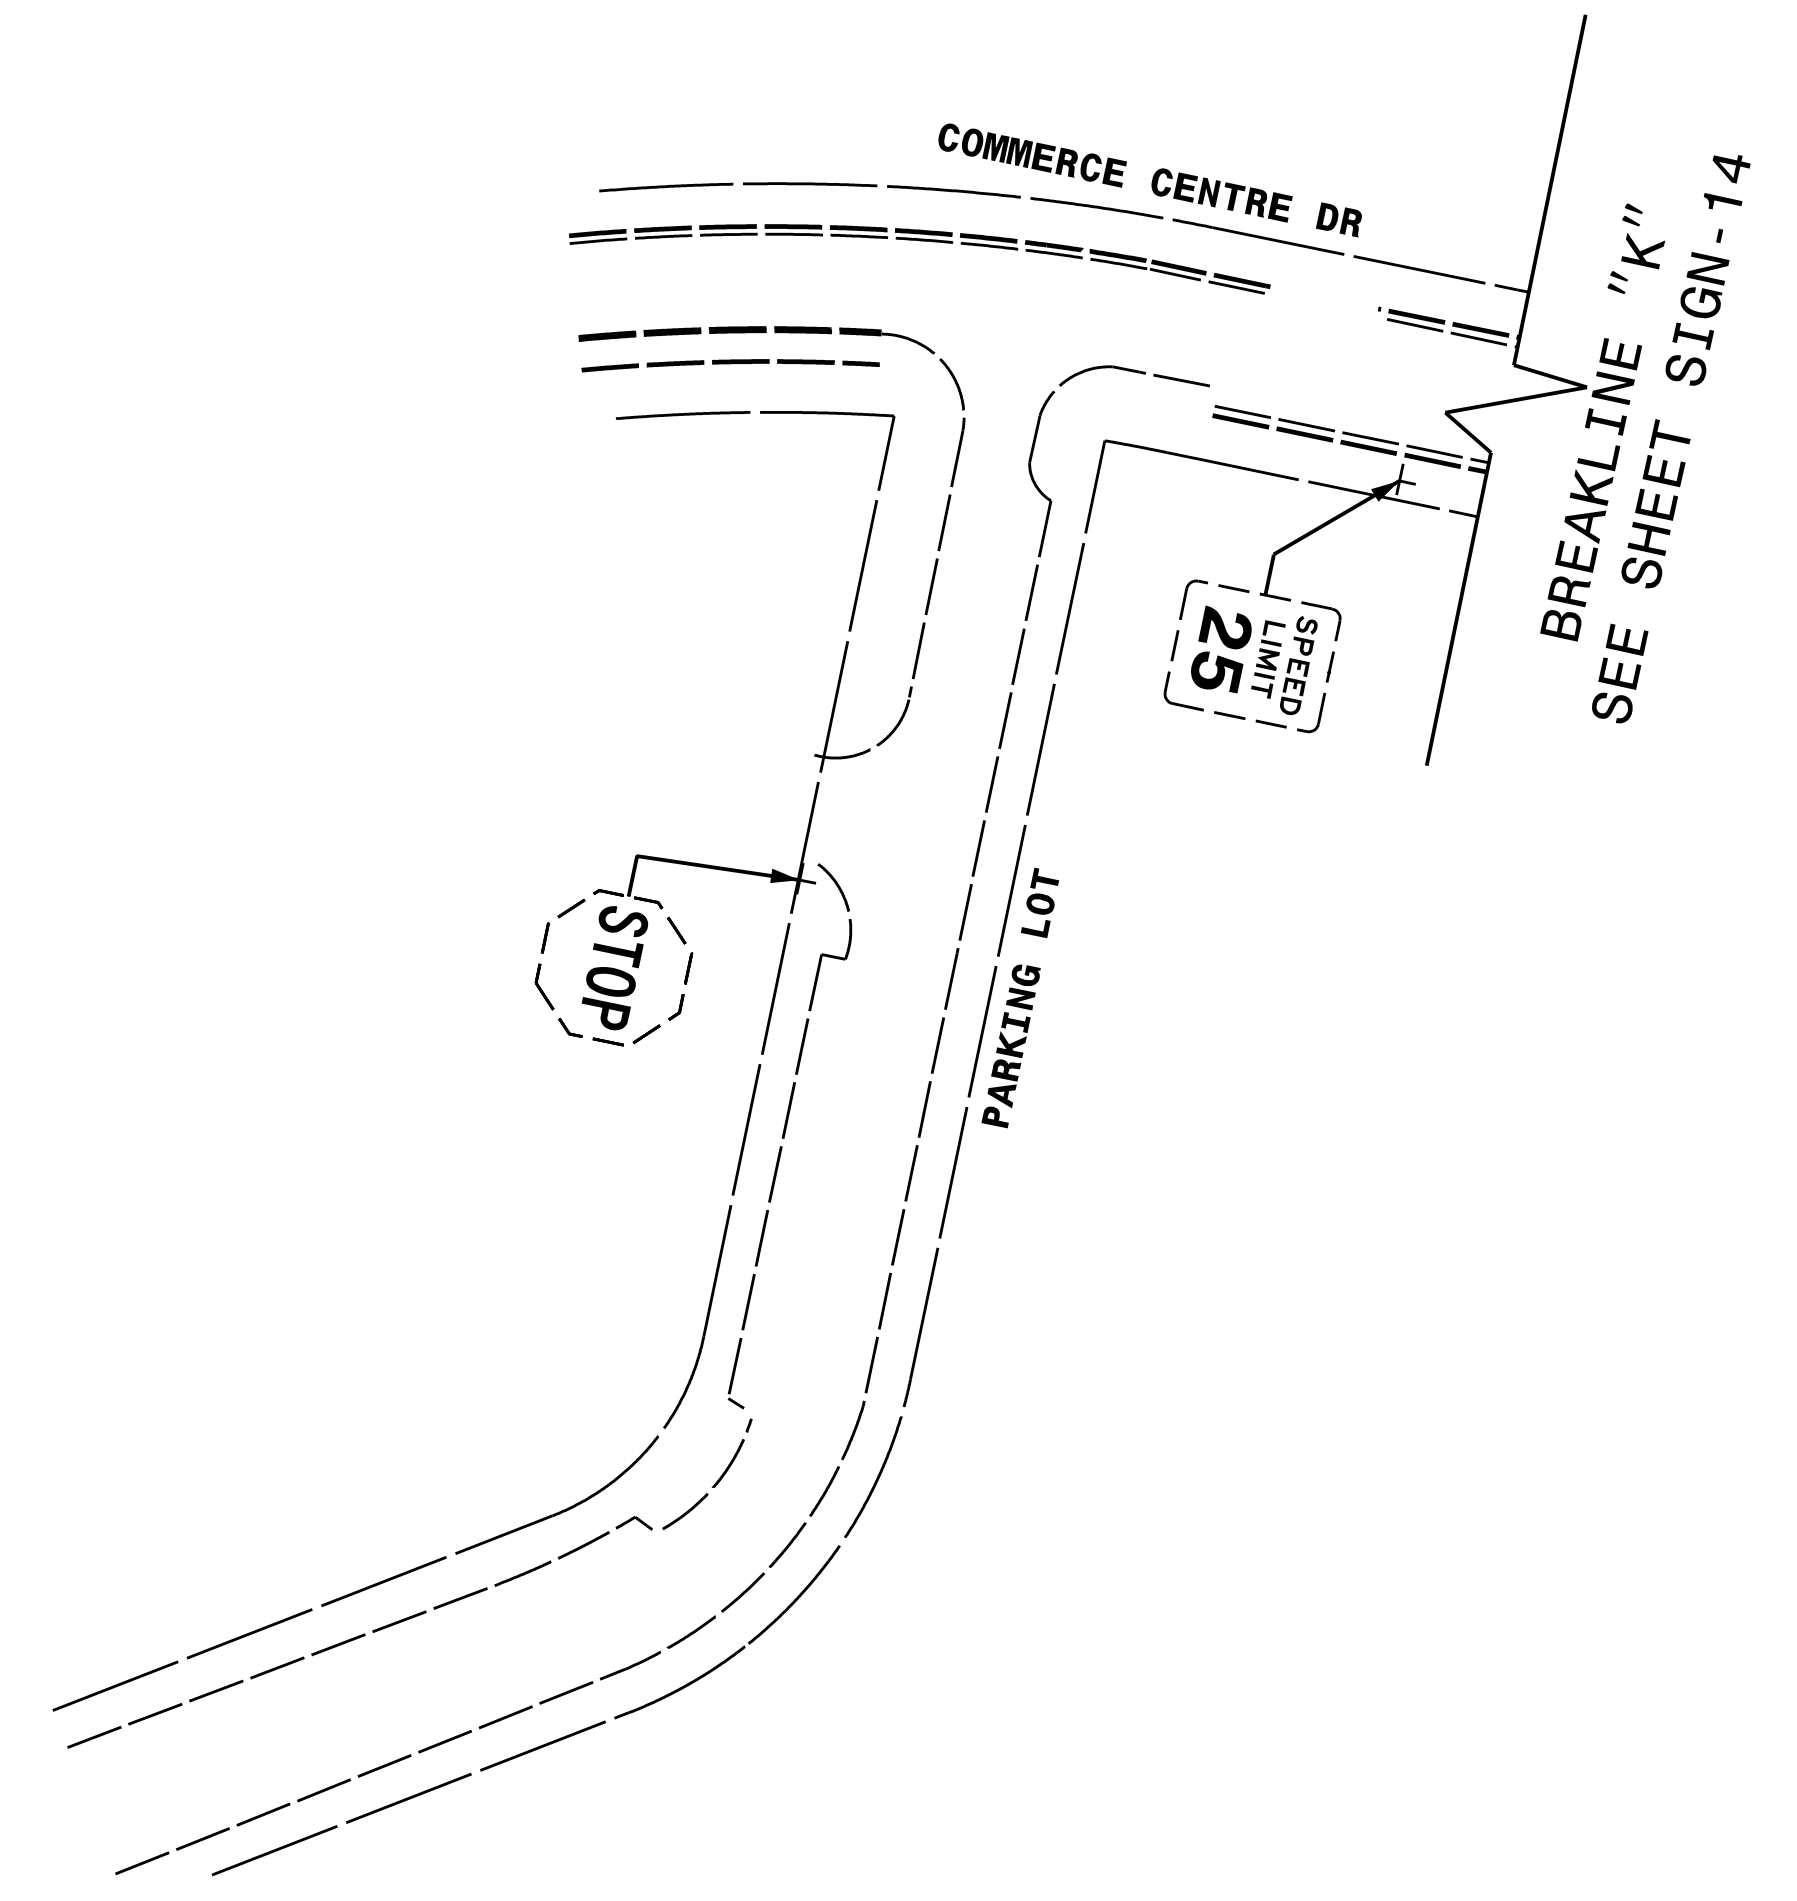 COMMERCE CENTRE DR
BREAKLINE "K"
SEE SHEET SIGN-14
SPEED
LIMIT
25
STOP
PARKING LOT